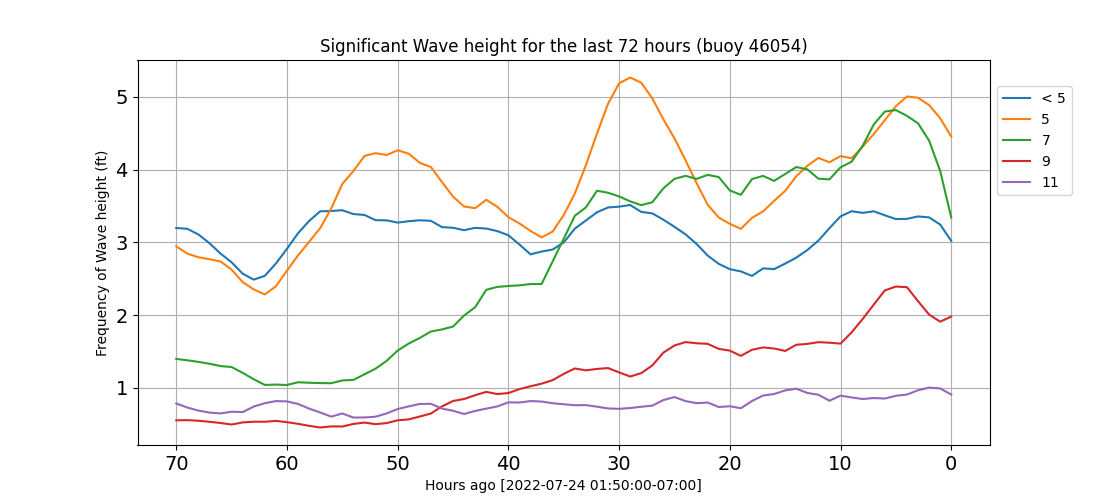 Significant Wave height for the last 72 hours (buoy 46054)
Frequency of Wave height (ft)
5
4
3
2
1
70 60 50 40 30 20 10 0
Hours ago [2022-07-24 01:50:00-07:00]
< 5
5
7
9
11